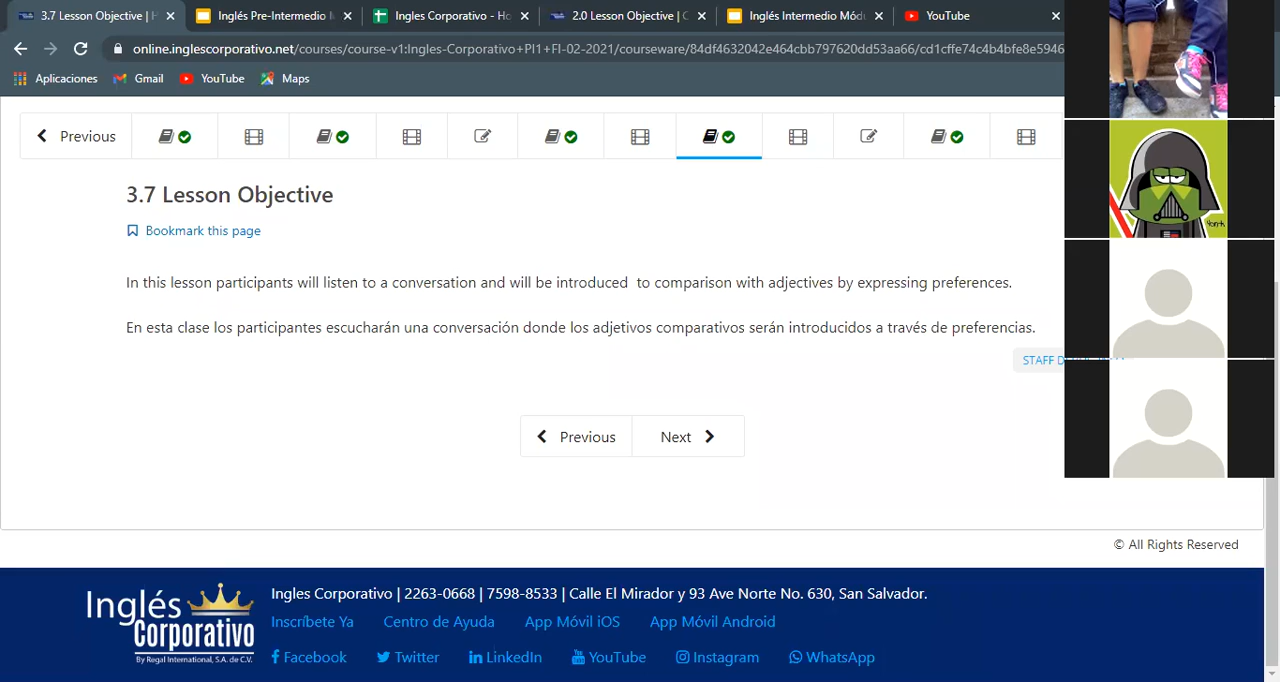 3.7 Lesson Objective | H
Inglés Pre-Intermedio I
Ingles Corporativo - Ho
2.0 Lesson Objective | C
Inglés Intermedio Módu
YouTube
online.inglescorporativo.net/courses/course-v1:Ingles-Corporativo+PI1+FI-02-2021/courseware/84df4632042e464cbb797620dd53aa66/cd1cffe74c4b4bfe8e5946
Aplicaciones Gmail YouTube Maps
Previous
3.7 Lesson Objective
Bookmark this page
In this lesson participants will listen to a conversation and will be introduced to comparison with adjectives by expressing preferences.
En esta clase los participantes escucharán una conversación donde los adjetivos comparativos serán introducidos a través de preferencias.
STAFF D
Previous Next
© All Rights Reserved
Inglés
Corporativo
By Regal International, S.A. de C.V.
Ingles Corporativo | 2263-0668 | 7598-8533 | Calle El Mirador y 93 Ave Norte No. 630, San Salvador.
Inscríbete Ya Centro de Ayuda App Móvil iOS App Móvil Android
Facebook Twitter LinkedIn YouTube Instagram WhatsApp